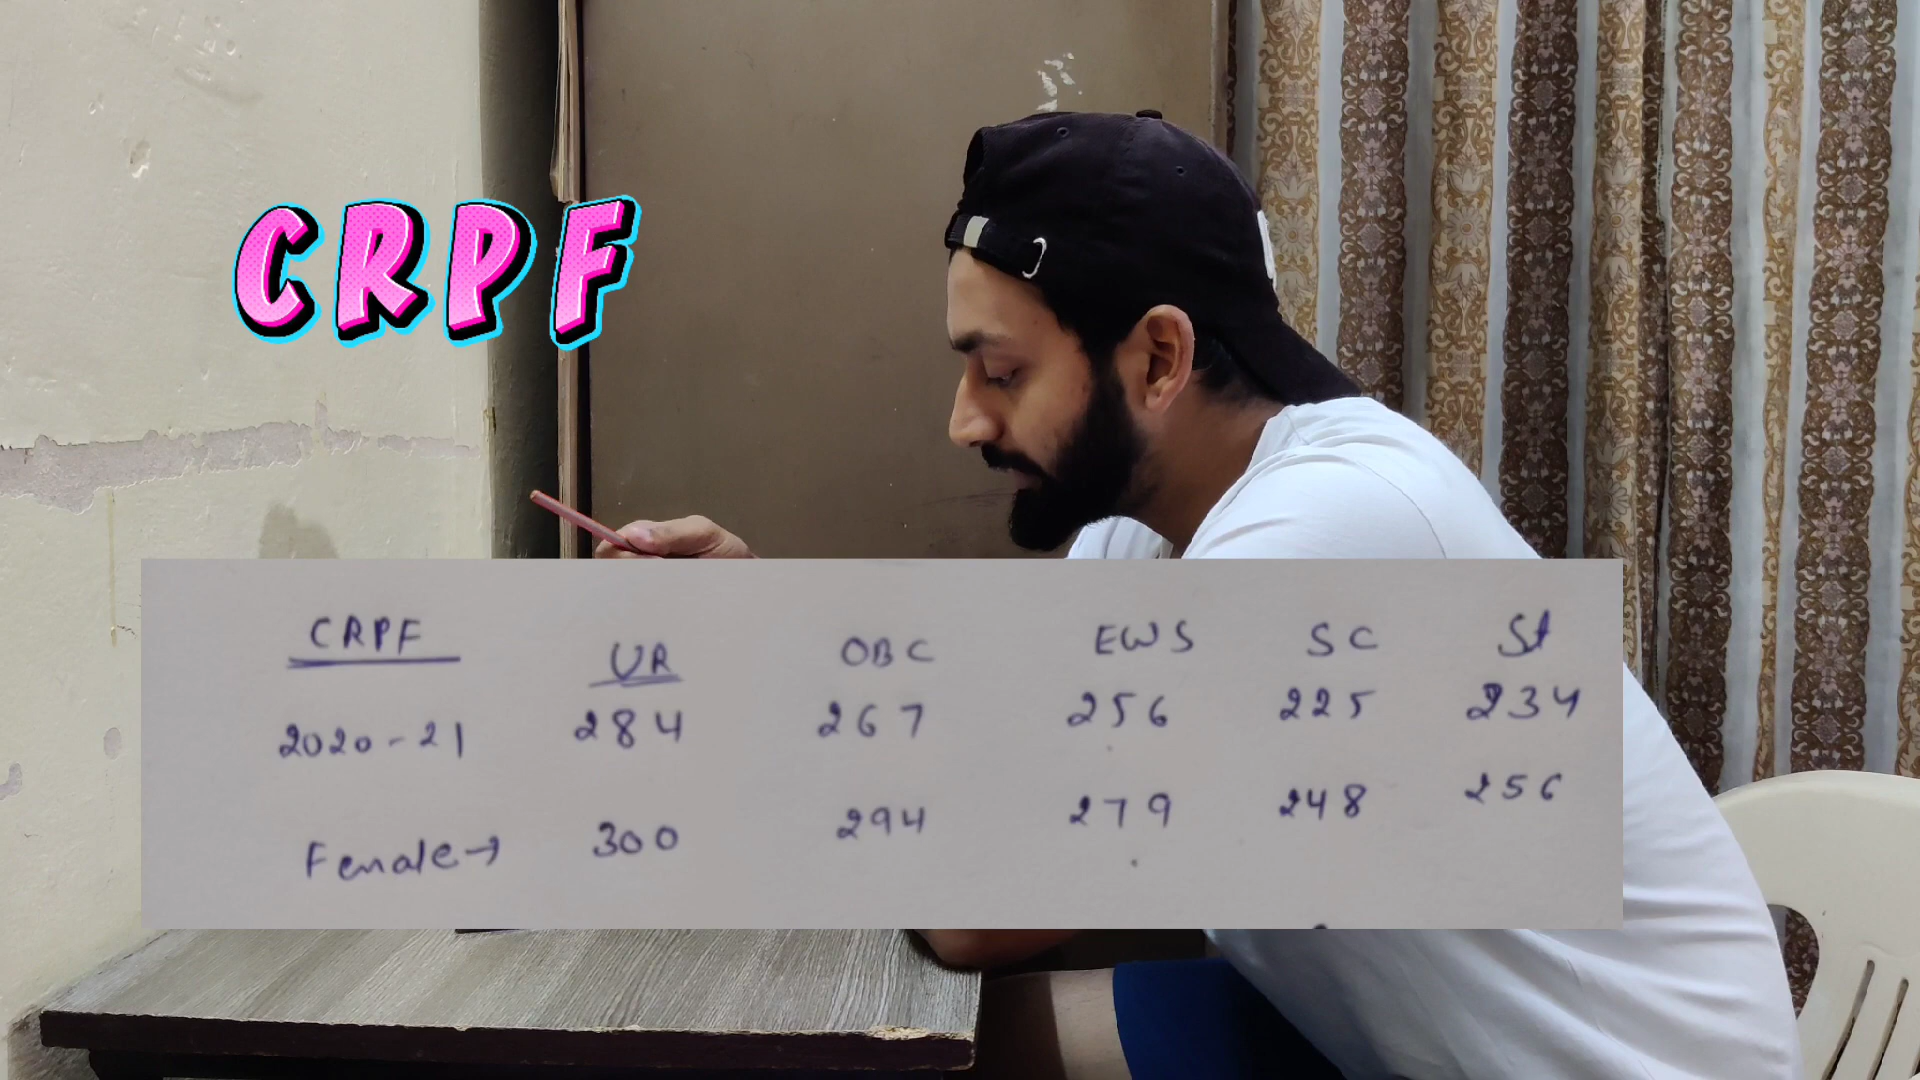 CRPF
CRPF UR OBC EWS SC St
2020-21 284 267 256 225 234
Female→ 300 294 279 248 256